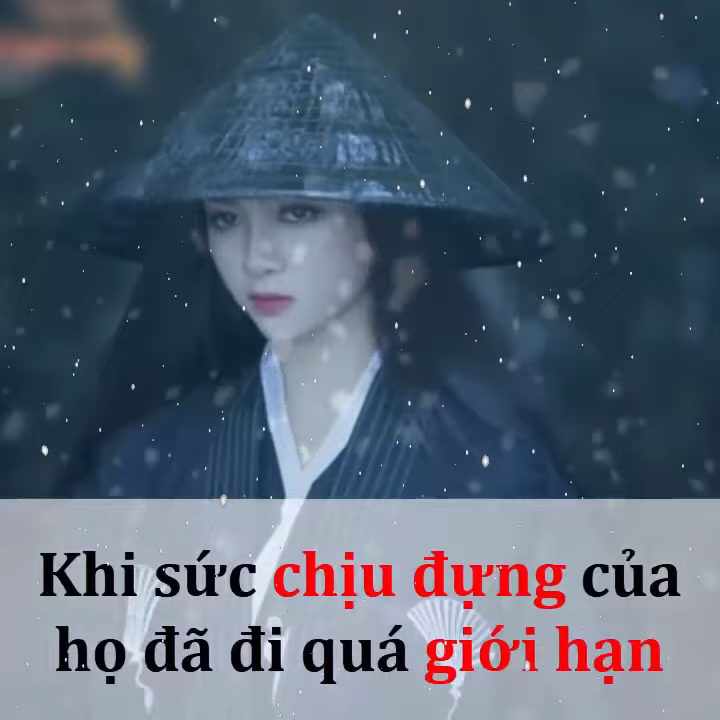 Khi sức chịu đựng của
họ đã đi quá giới hạn